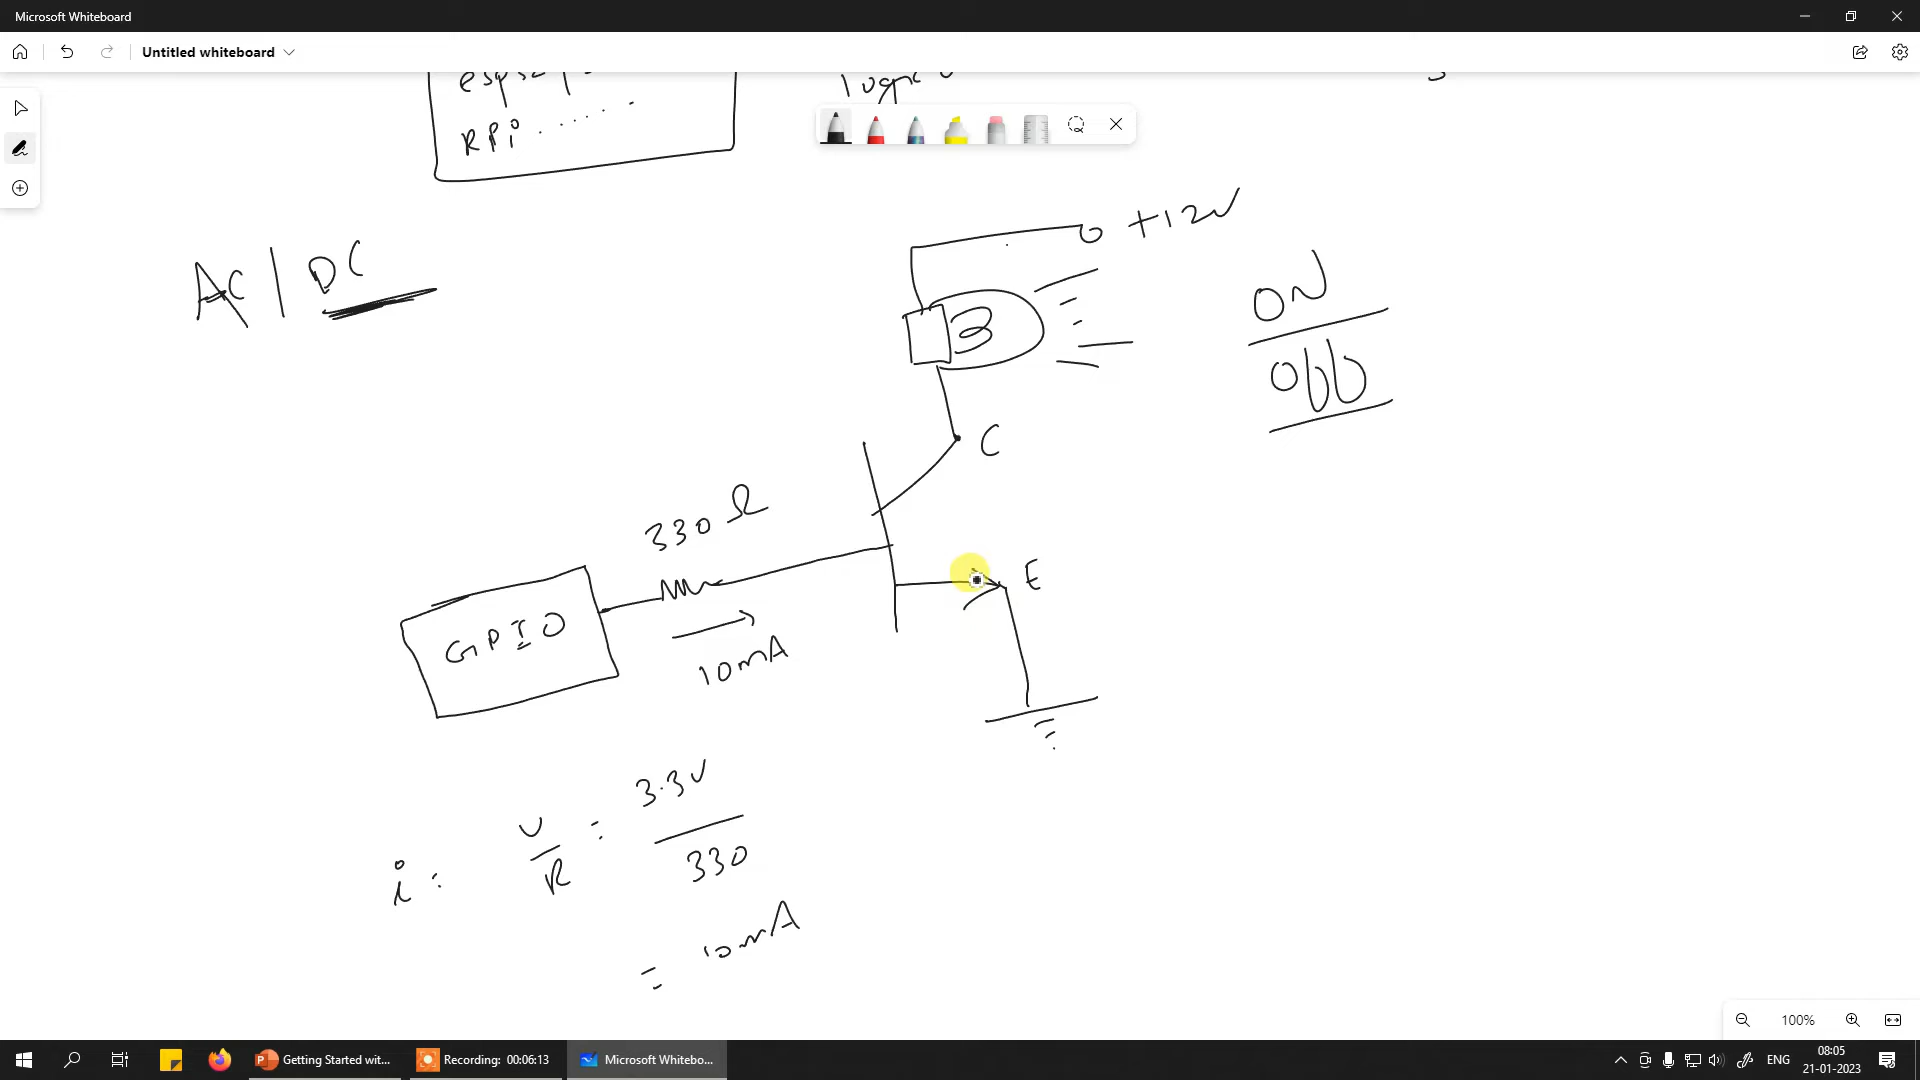 Microsoft Whiteboard
Untitled whiteboard
RPi ......
AC / DC
+12V
ON
Off
C
330 Ω
E
GPIO
10mA
i = V/R = 3.3V/330
= 10mA
100%
Getting Started wit...
Recording: 00:06:13
Microsoft Whitebo...
ENG
08:05
21-01-2023